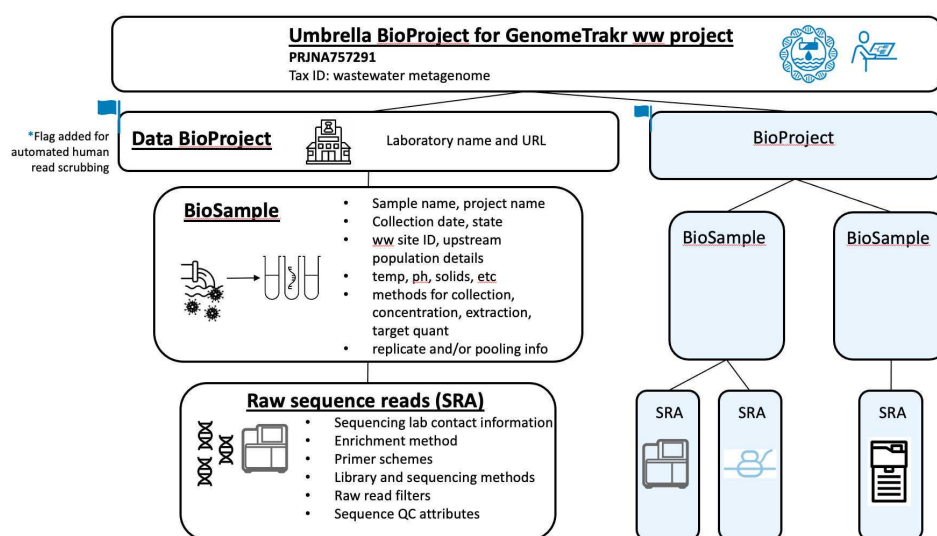 Umbrella BioProject for GenomeTrakr ww project
PRJNA757291
Tax ID: wastewater metagenome
*Flag added for
automated human
read scrubbing
Data BioProject
Laboratory name and URL
BioSample
• Sample name, project name
• Collection date, state
• ww site ID, upstream
population details
• temp, ph, solids, etc
• methods for collection,
concentration, extraction,
target quant
• replicate and/or pooling info
Raw sequence reads (SRA)
• Sequencing lab contact information
• Enrichment method
• Primer schemes
• Library and sequencing methods
• Raw read filters
• Sequence QC attributes
BioProject
BioSample
BioSample
SRA
SRA
SRA